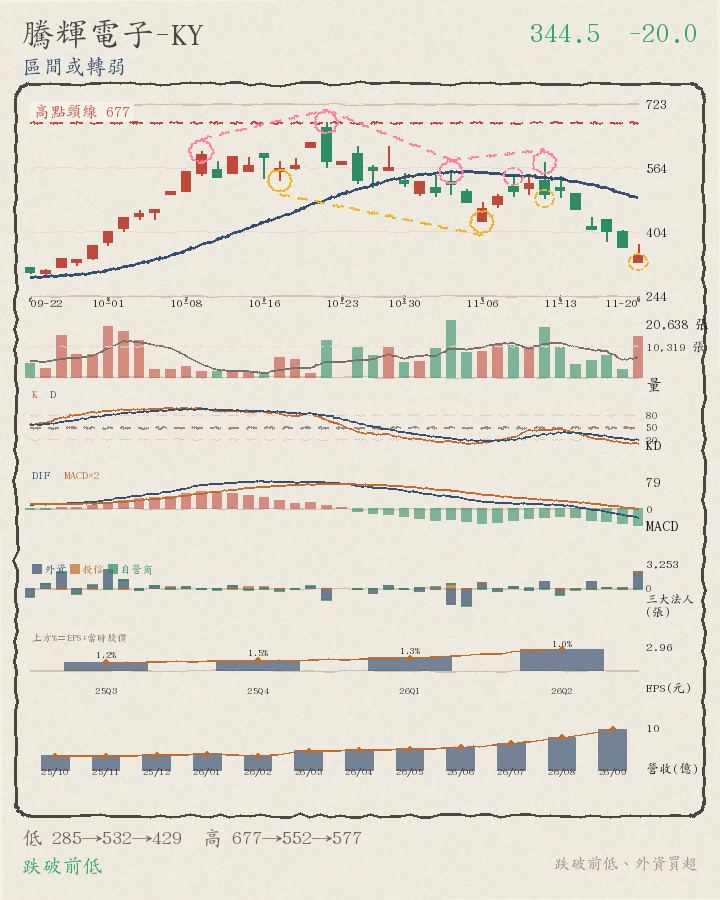 騰輝電子-KY
344.5 -20.0
區間或轉弱
高點頸線 677
723
564
404
244
09-22 10-01 10-08 10-16 10-23 10-30 11-06 11-13 11-20
20,638 張
10,319 張
量
K D
80
50
20
KD
DIF MACD×2
79
0
MACD
外資 投信 自營商
3,253
0
三大法人
(張)
上方%=EPS÷當時股價
1.2% 1.5% 1.3% 1.0%
2.96
25Q3 25Q4 26Q1 26Q2
EPS(元)
10
25/10 25/11 25/12 26/01 26/02 26/03 26/04 26/05 26/06 26/07 26/08 26/09
營收(億)
低 285→532→429 高 677→552→577
跌破前低
跌破前低、外資買超